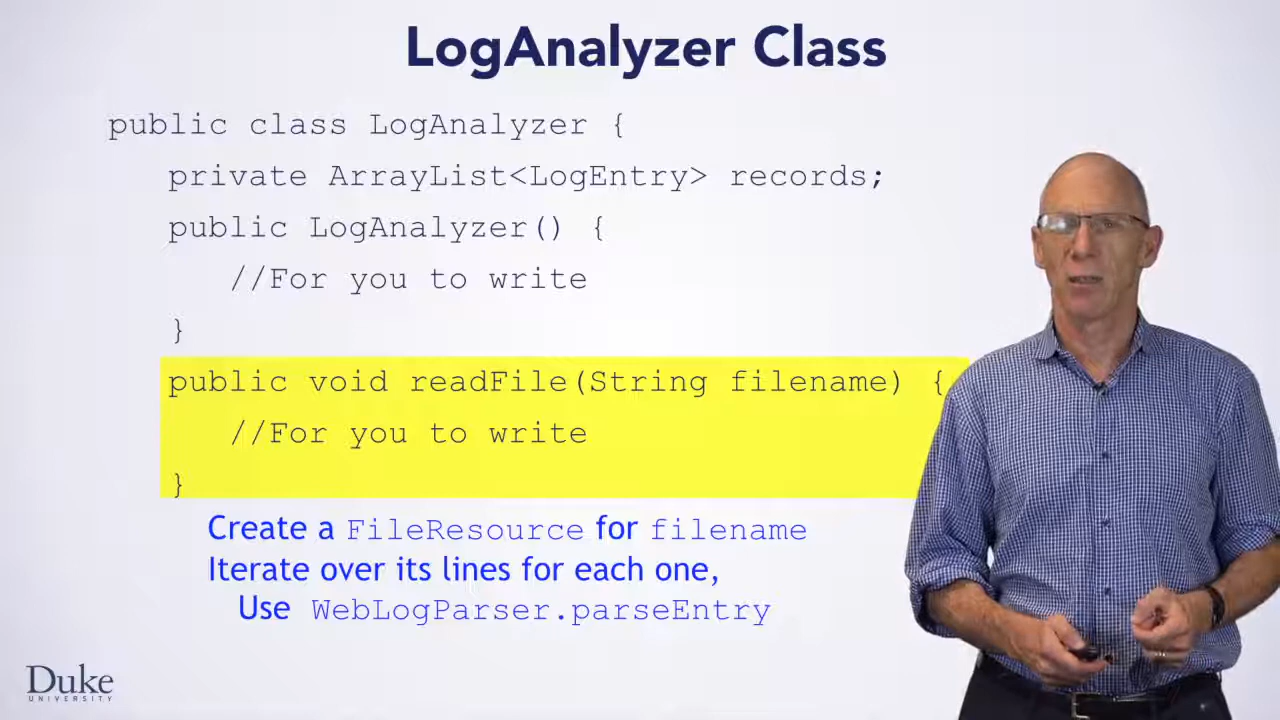 LogAnalyzer Class
public class LogAnalyzer {
private ArrayList<LogEntry> records;
public LogAnalyzer() {
//For you to write
}
public void readFile(String filename) {
//For you to write
}
Create a FileResource for filename
Iterate over its lines for each one,
Use WebLogParser.parseEntry
Duke
UNIVERSITY